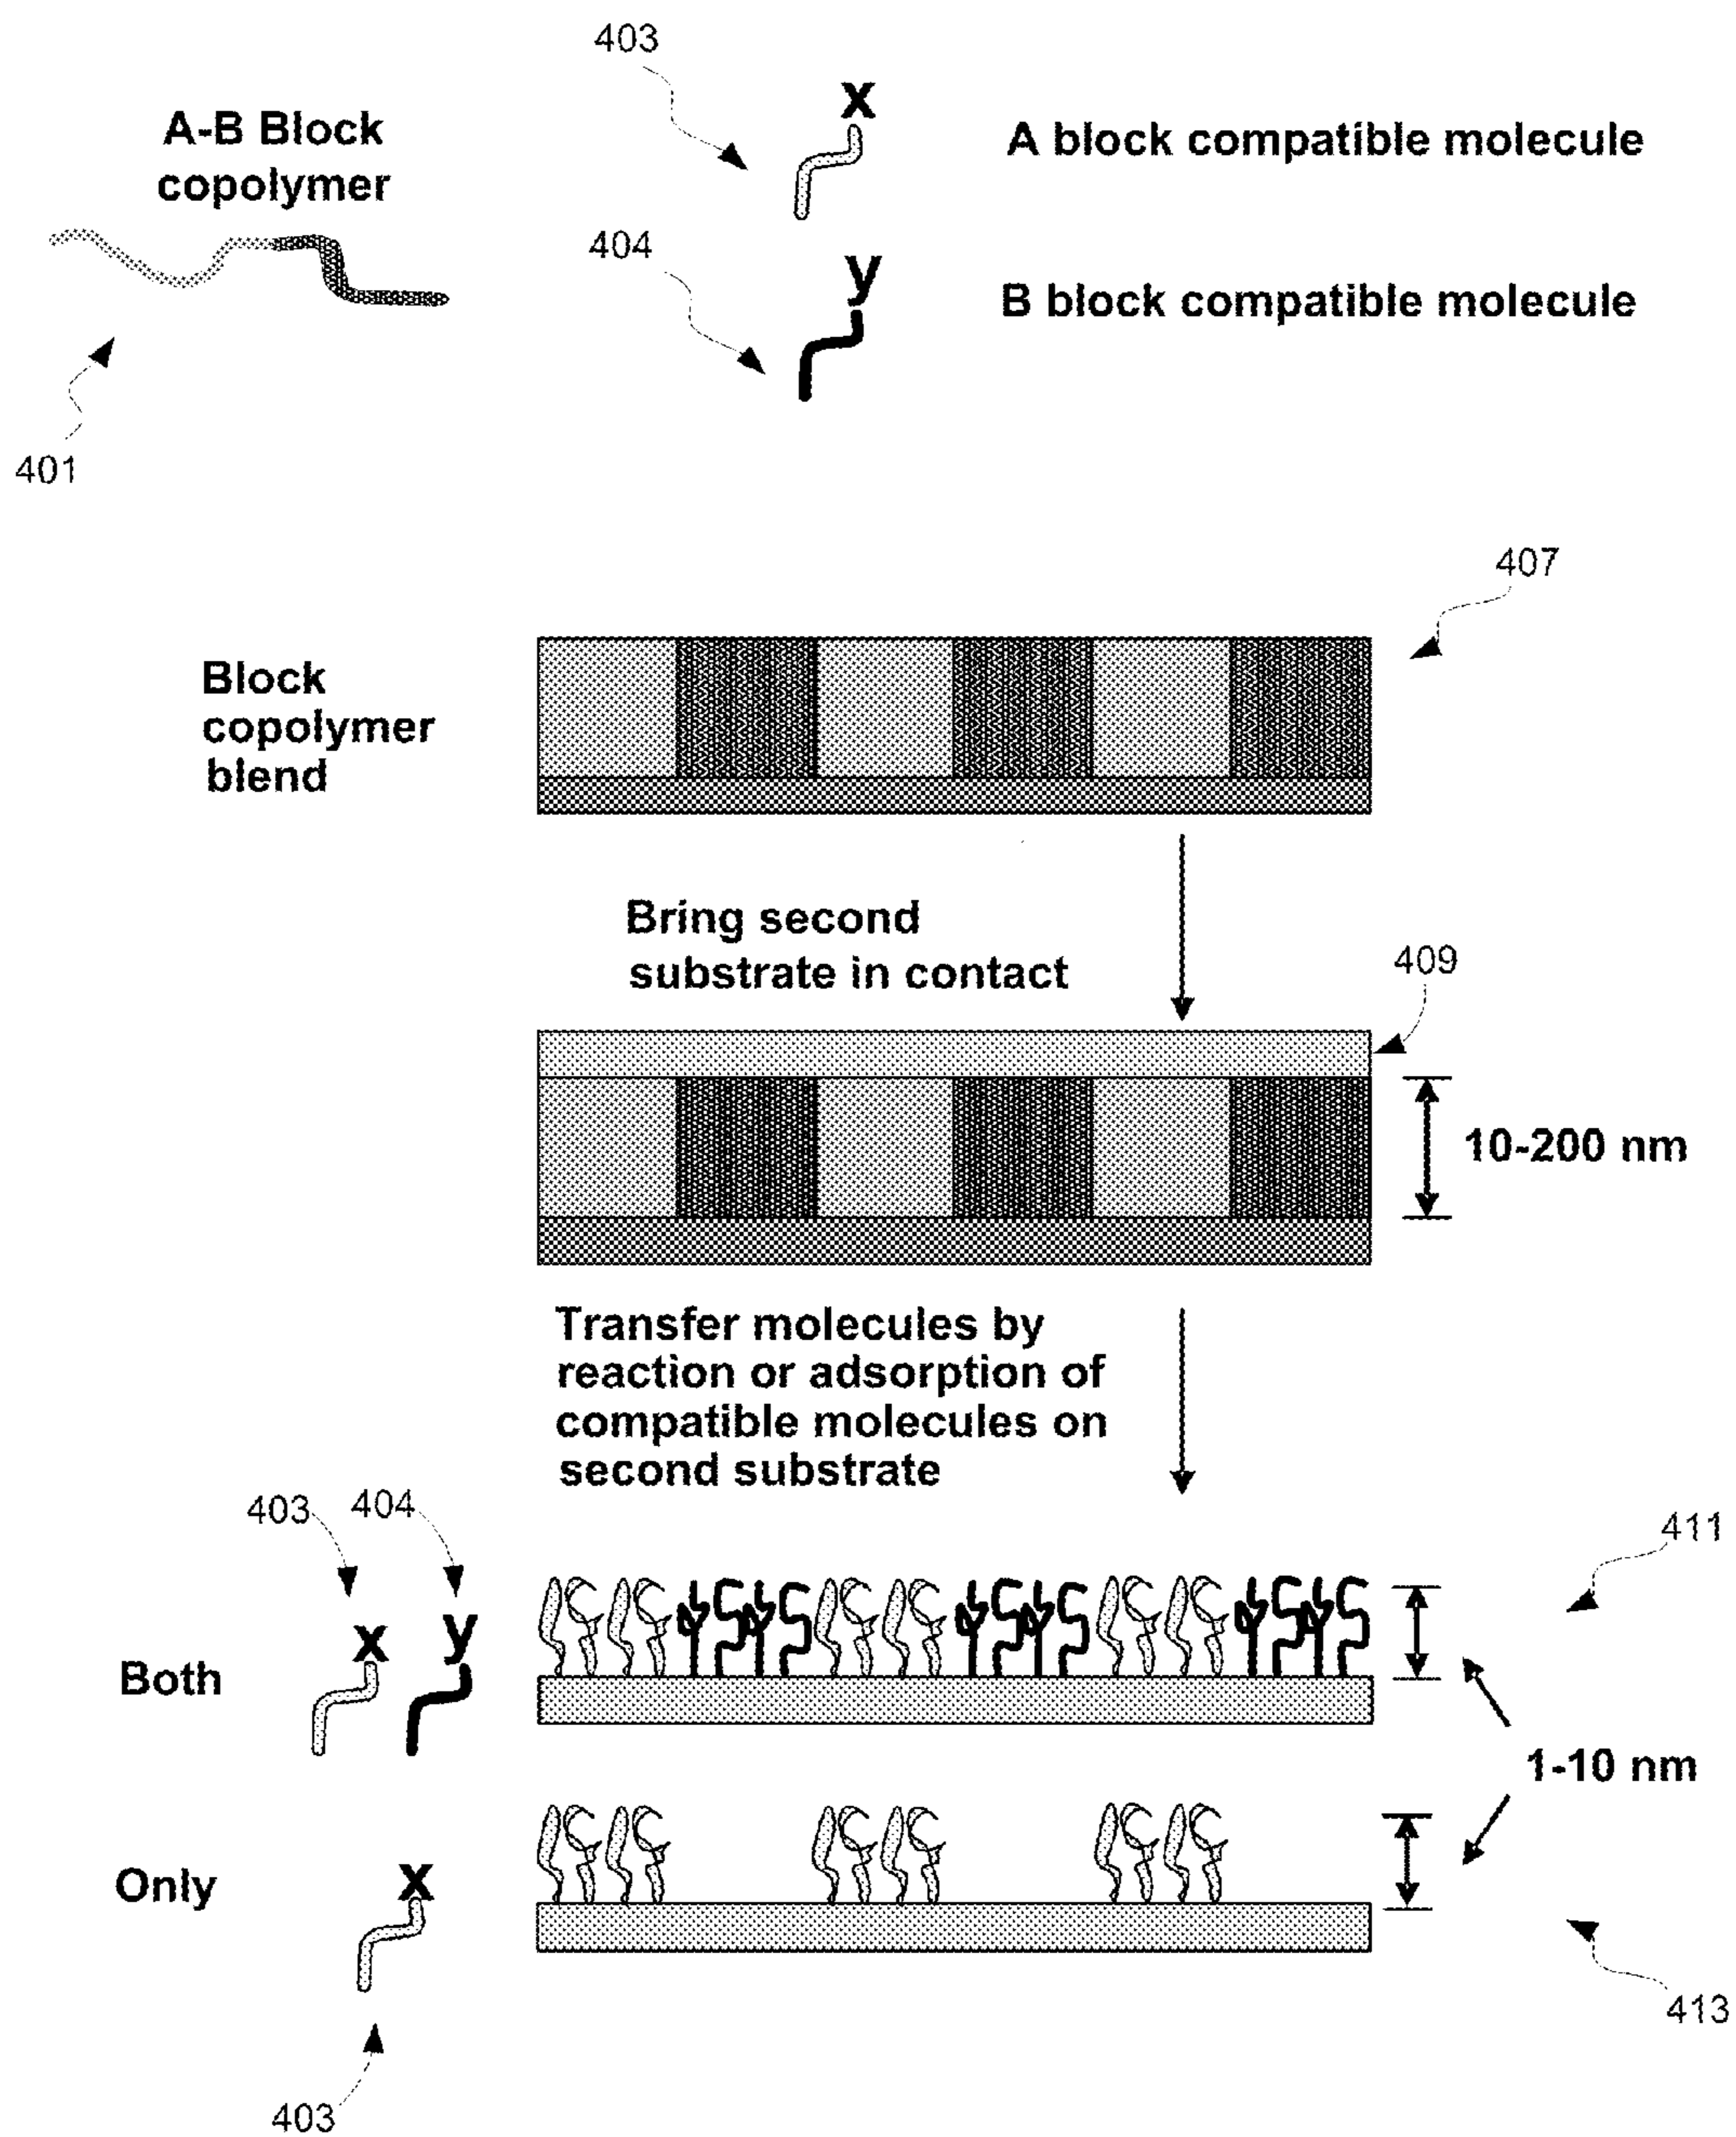 403
x
A-B Block
copolymer
A block compatible molecule
404
y
B block compatible molecule
401
407
Block
copolymer
blend
Bring second
substrate in contact
409
10-200 nm
Transfer molecules by
reaction or adsorption of
compatible molecules on
second substrate
403
404
411
x
y
Both
1-10 nm
Only
x
413
403